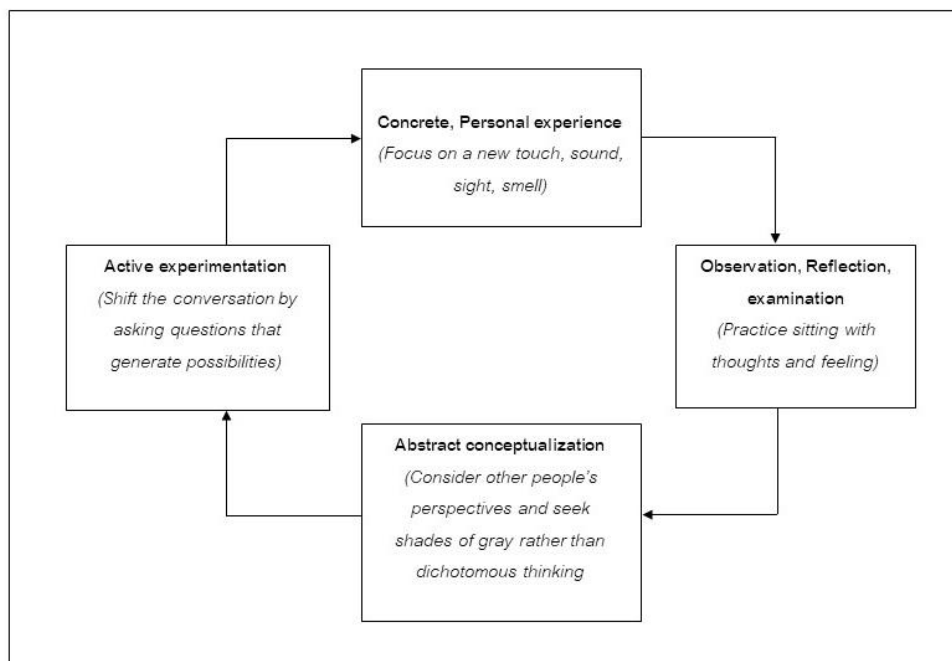 Concrete, Personal experience
(Focus on a new touch, sound,
sight, smell)
Active experimentation
(Shift the conversation by
asking questions that
generate possibilities)
Observation, Reflection,
examination
(Practice sitting with
thoughts and feeling)
Abstract conceptualization
(Consider other people's
perspectives and seek
shades of gray rather than
dichotomous thinking